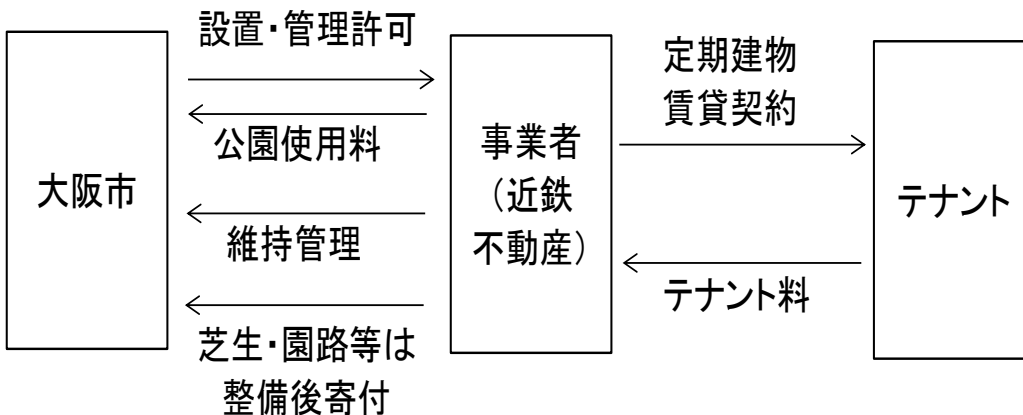 設置・管理許可
公園使用料
大阪市
維持管理
芝生・園路等は
整備後寄付
事業者
（近鉄
不動産）
定期建物
賃貸契約
テナント料
テナント